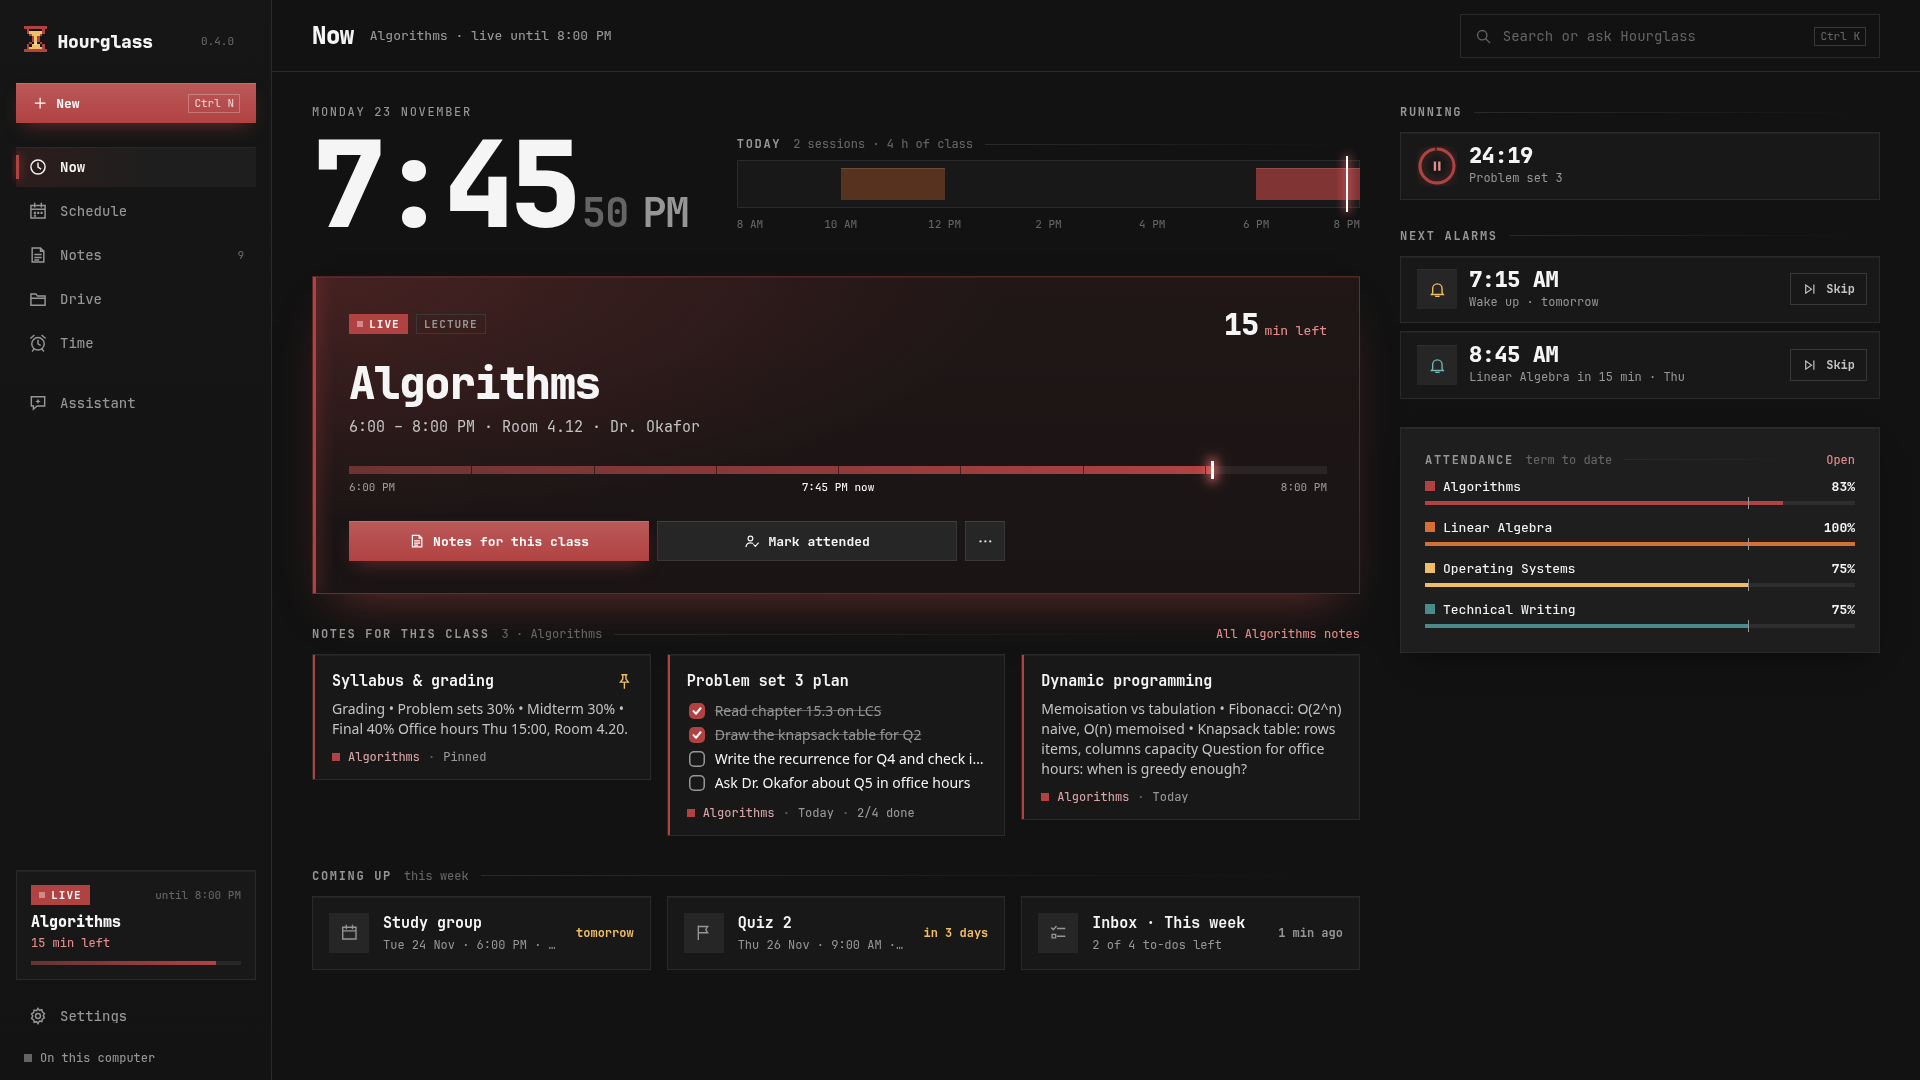 Hourglass 0.4.0
New Ctrl N
Now
Schedule
Notes 9
Drive
Time
Assistant
LIVE until 8:00 PM
Algorithms
15 min left
Settings
On this computer
Now Algorithms · live until 8:00 PM
Search or ask Hourglass Ctrl K
MONDAY 23 NOVEMBER
7:45 50 PM
TODAY 2 sessions · 4 h of class
8 AM 10 AM 12 PM 2 PM 4 PM 6 PM 8 PM
LIVE LECTURE
15 min left
Algorithms
6:00 – 8:00 PM · Room 4.12 · Dr. Okafor
6:00 PM 7:45 PM now 8:00 PM
Notes for this class Mark attended ...
NOTES FOR THIS CLASS 3 · Algorithms All Algorithms notes
Syllabus & grading
Grading • Problem sets 30% • Midterm 30% •
Final 40% Office hours Thu 15:00, Room 4.20.
Algorithms · Pinned
Problem set 3 plan
Read chapter 15.3 on LCS
Draw the knapsack table for Q2
Write the recurrence for Q4 and check i...
Ask Dr. Okafor about Q5 in office hours
Algorithms · Today · 2/4 done
Dynamic programming
Memoisation vs tabulation • Fibonacci: O(2^n)
naive, O(n) memoised • Knapsack table: rows
items, columns capacity Question for office
hours: when is greedy enough?
Algorithms · Today
COMING UP this week
Study group
Tue 24 Nov · 6:00 PM · …
tomorrow
Quiz 2
Thu 26 Nov · 9:00 AM ·…
in 3 days
Inbox · This week
2 of 4 to-dos left
1 min ago
RUNNING
24:19
Problem set 3
NEXT ALARMS
7:15 AM
Wake up · tomorrow
Skip
8:45 AM
Linear Algebra in 15 min · Thu
Skip
ATTENDANCE term to date Open
Algorithms 83%
Linear Algebra 100%
Operating Systems 75%
Technical Writing 75%